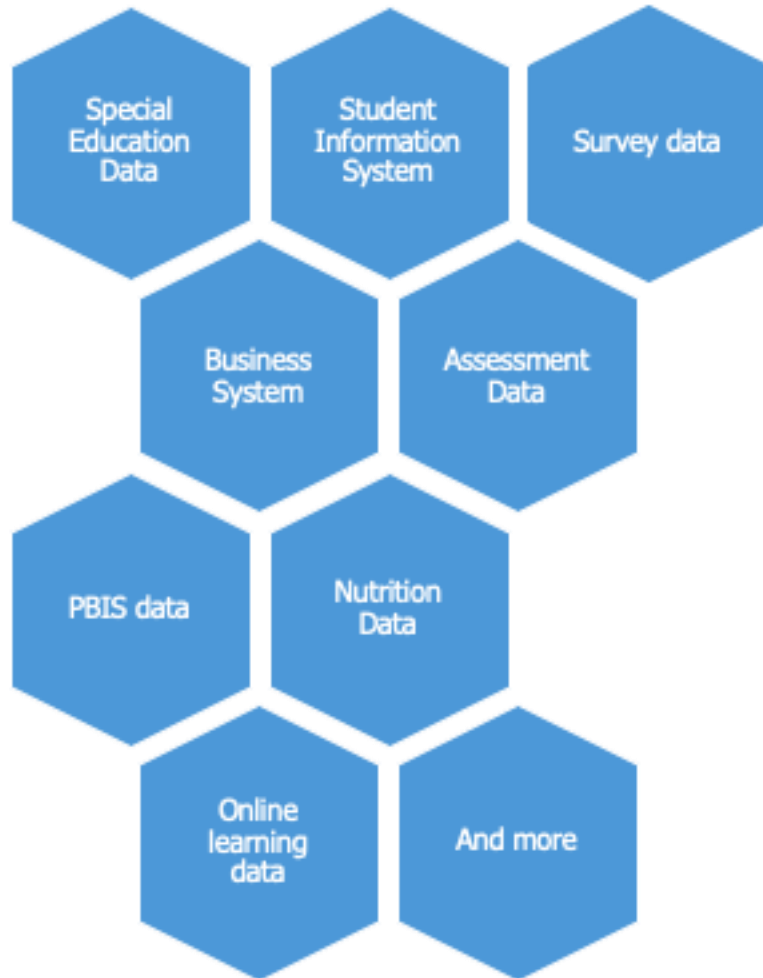 Special
Education
Data
Student
Information
System
Survey data
Business
System
Assessment
Data
PBIS data
Nutrition
Data
Online
learning
data
And more